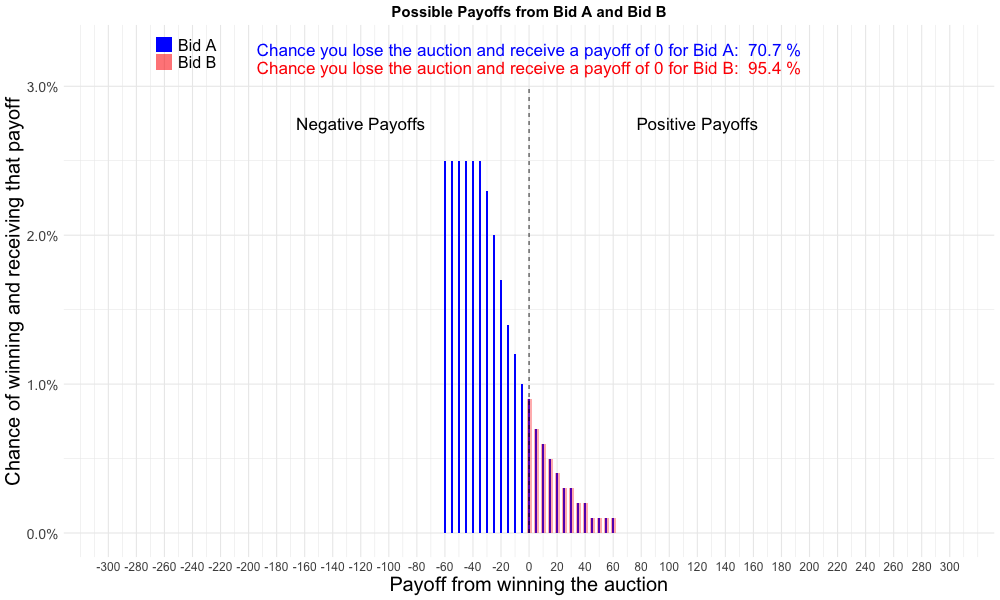 Possible Payoffs from Bid A and Bid B
Bid A
Bid B
Chance you lose the auction and receive a payoff of 0 for Bid A: 70.7 %
Chance you lose the auction and receive a payoff of 0 for Bid B: 95.4 %
Negative Payoffs
Positive Payoffs
Chance of winning and receiving that payoff
3.0%
2.0%
1.0%
0.0%
-300 -280 -260 -240 -220 -200 -180 -160 -140 -120 -100 -80 -60 -40 -20 0 20 40 60 80 100 120 140 160 180 200 220 240 260 280 300
Payoff from winning the auction